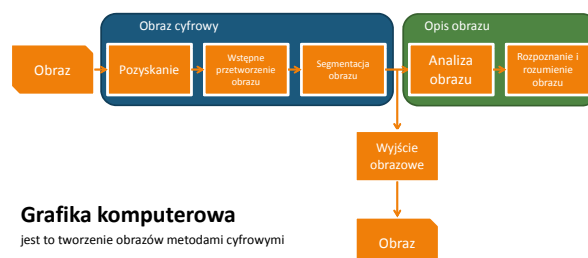 Obraz cyfrowy
Opis obrazu
Obraz
Pozyskanie
Wstępne
przetworzenie
obrazu
Segmentacja
obrazu
Analiza
obrazu
Rozpoznanie i
rozumienie
obrazu
Wyjście
obrazowe
Obraz
Grafika komputerowa
jest to tworzenie obrazów metodami cyfrowymi